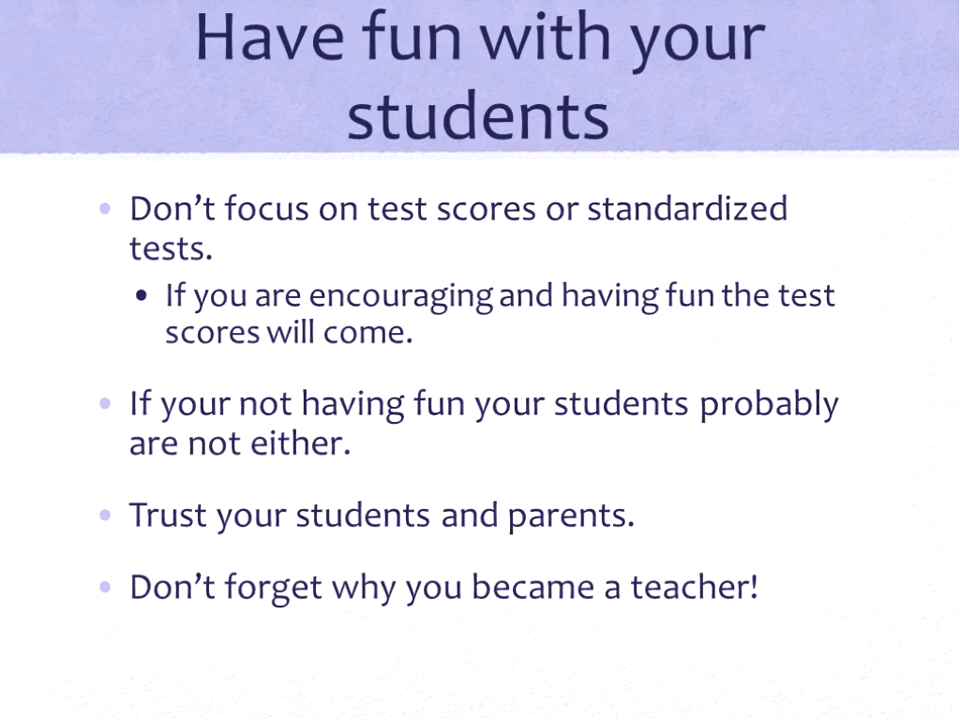 Have fun with your
students
• Don’t focus on test scores or standardized
tests.
• If you are encouraging and having fun the test
scores will come.
• If your not having fun your students probably
are not either.
• Trust your students and parents.
• Don’t forget why you became a teacher!